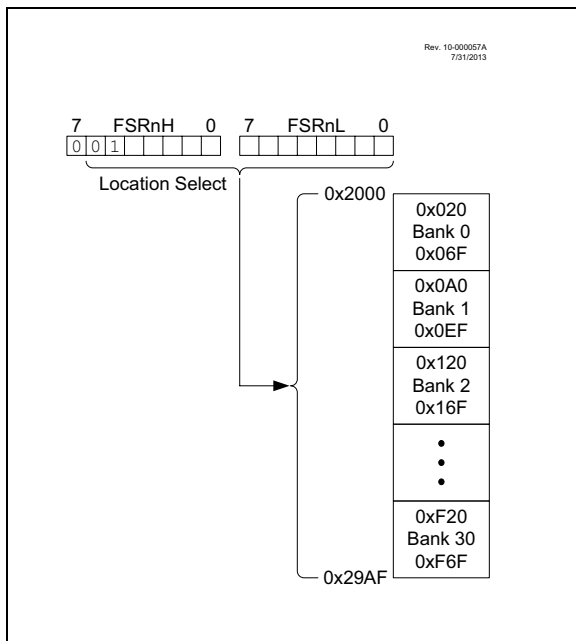 Rev. 10-000057A
7/31/2013
7 FSRnH 0 7 FSRnL 0
0 0 1
Location Select
0x2000
0x020
Bank 0
0x06F
0x0A0
Bank 1
0x0EF
0x120
Bank 2
0x16F
0xF20
Bank 30
0xF6F
0x29AF